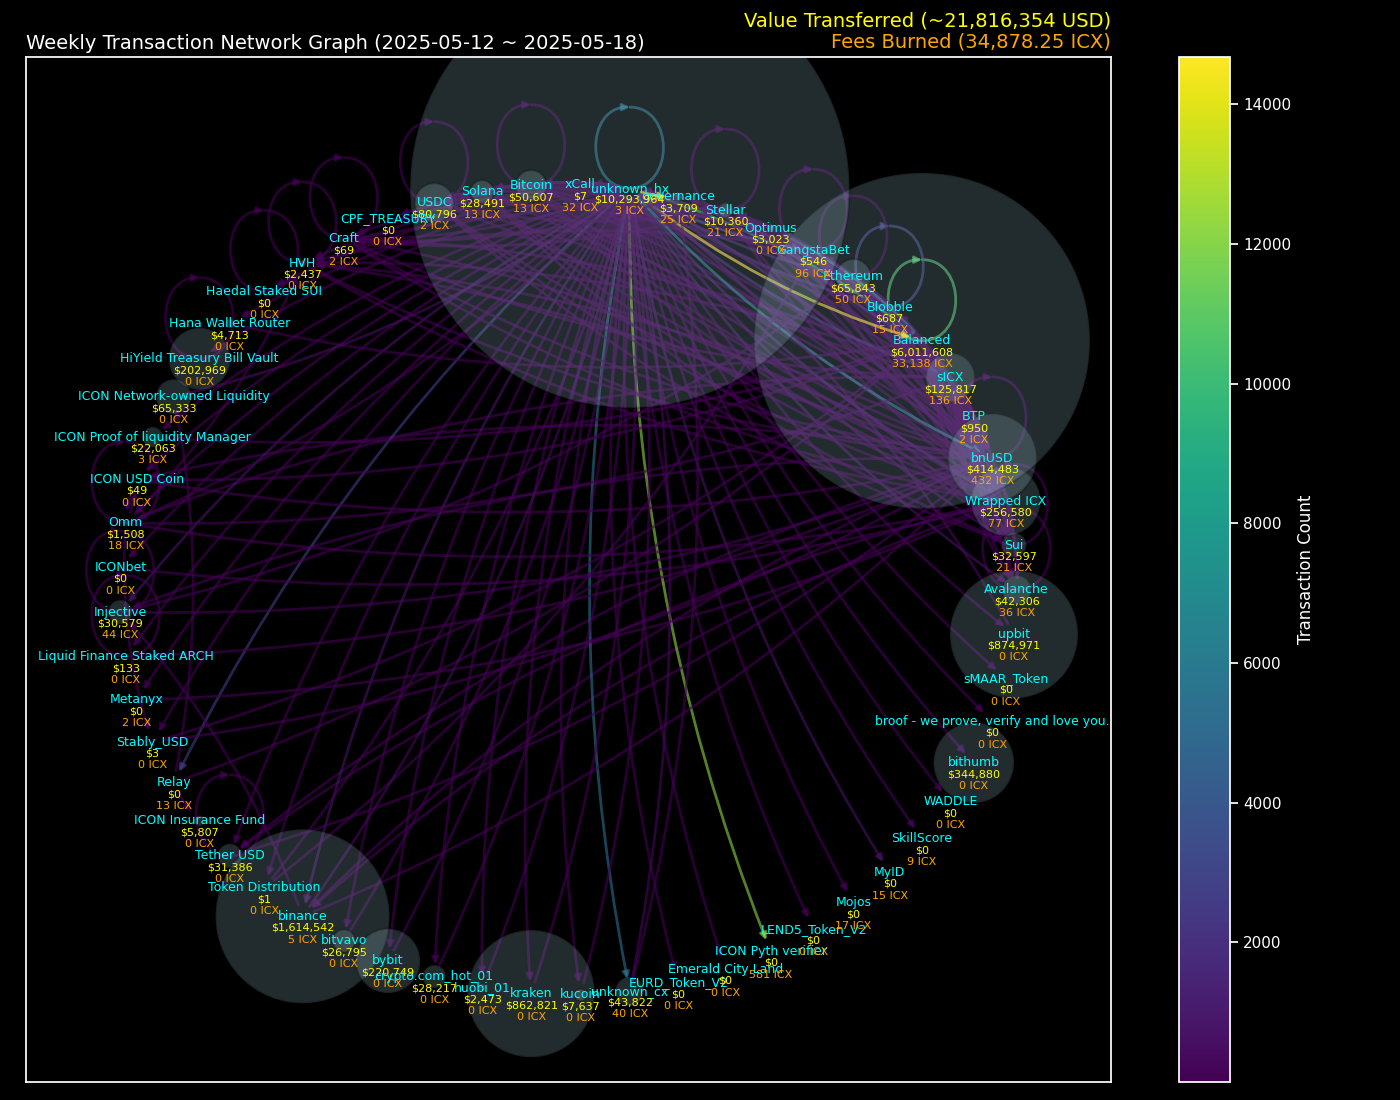 Value Transferred (~21,816,354 USD)
Weekly Transaction Network Graph (2025-05-12 ~ 2025-05-18)
Fees Burned (34,878.25 ICX)
unknown_hx
$10,293,904
3 ICX
xCall
$7
32 ICX
Bitcoin
$50,607
13 ICX
Solana
$28,491
13 ICX
USDC
$80,796
2 ICX
CPF_TREASURY
$0
0 ICX
Craft
$69
2 ICX
HVH
$2,437
0 ICX
Haedal Staked SUI
$0
0 ICX
Hana Wallet Router
$4,713
0 ICX
HiYield Treasury Bill Vault
$202,969
0 ICX
ICON Network-owned Liquidity
$65,333
0 ICX
ICON Proof of liquidity Manager
$22,063
3 ICX
ICON USD Coin
$49
0 ICX
Omm
$1,508
18 ICX
ICONbet
$0
0 ICX
Injective
$30,579
44 ICX
Liquid Finance Staked ARCH
$133
0 ICX
Metanyx
$0
2 ICX
Stably_USD
$3
0 ICX
Relay
$0
13 ICX
ICON Insurance Fund
$5,807
0 ICX
Tether USD
$31,386
0 ICX
Token Distribution
$1
0 ICX
binance
$1,614,542
5 ICX
bitvavo
$26,795
0 ICX
bybit
$220,749
0 ICX
crypto.com_hot_01
$28,217
0 ICX
huobi_01
$2,473
0 ICX
kraken
$862,821
0 ICX
kucoin
$7,637
0 ICX
unknown_cx
$43,822
40 ICX
EURD_Token_V2
$0
0 ICX
Emerald City Land
$0
0 ICX
ICON Pyth verifier
$0
581 ICX
LEND5_Token_V2
$0
ICX
Mojos
$0
17 ICX
MyID
$0
15 ICX
SkillScore
$0
9 ICX
WADDLE
$0
0 ICX
bithumb
$344,880
0 ICX
broof - we prove, verify and love you.
$0
0 ICX
sMAAR_Token
$0
0 ICX
upbit
$874,971
0 ICX
Avalanche
$42,306
36 ICX
Sui
$32,597
21 ICX
Wrapped ICX
$256,580
77 ICX
bnUSD
$414,483
432 ICX
BTP
$950
2 ICX
sICX
$125,817
136 ICX
Balanced
$6,011,608
33,138 ICX
Blobble
$687
15 ICX
Ethereum
$65,843
50 ICX
GangstaBet
$546
96 ICX
Optimus
$3,023
0 ICX
Stellar
$10,360
21 ICX
Governance
$3,709
25 ICX
14000
12000
10000
8000
6000
4000
2000
Transaction Count